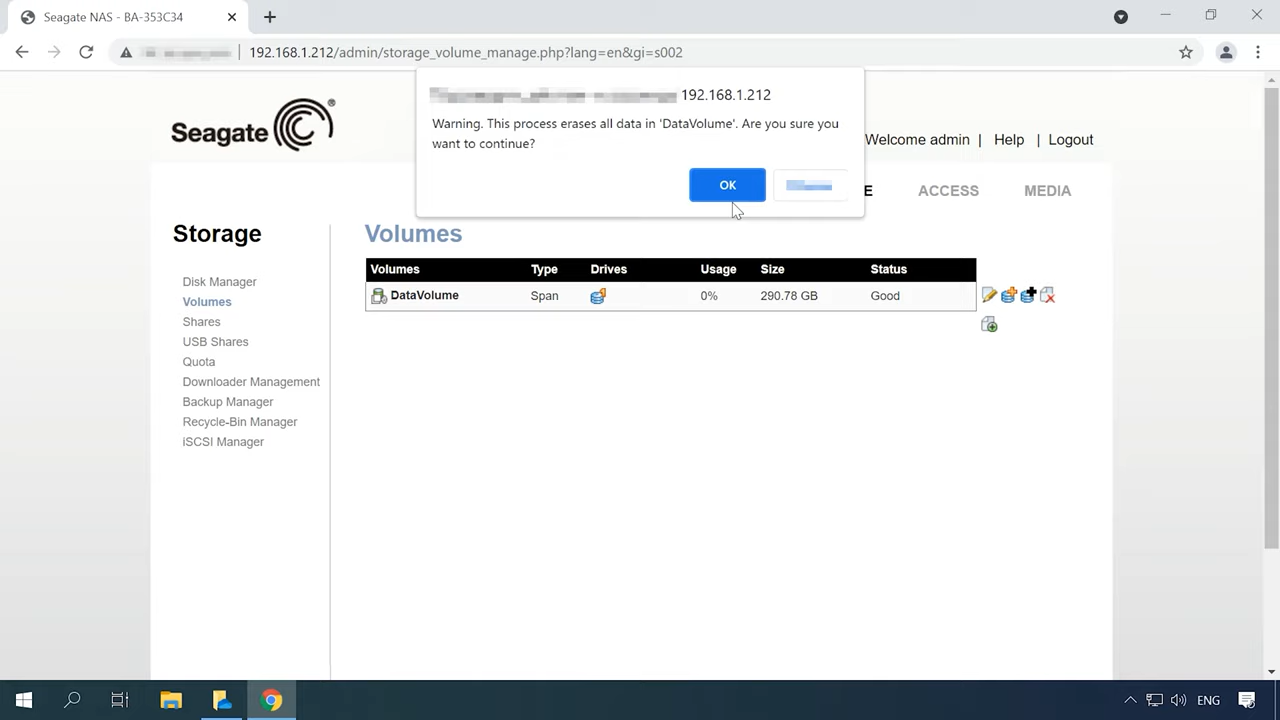 Seagate NAS - BA-353C34
192.168.1.212/admin/storage_volume_manage.php?lang=en&gi=s002
192.168.1.212
Warning. This process erases all data in 'DataVolume'. Are you sure you
want to continue?
OK
Seagate
Welcome admin | Help | Logout
E ACCESS MEDIA
Storage
Disk Manager
Volumes
Shares
USB Shares
Quota
Downloader Management
Backup Manager
Recycle-Bin Manager
iSCSI Manager
Volumes
Volumes Type Drives Usage Size Status
DataVolume Span 0% 290.78 GB Good
ENG